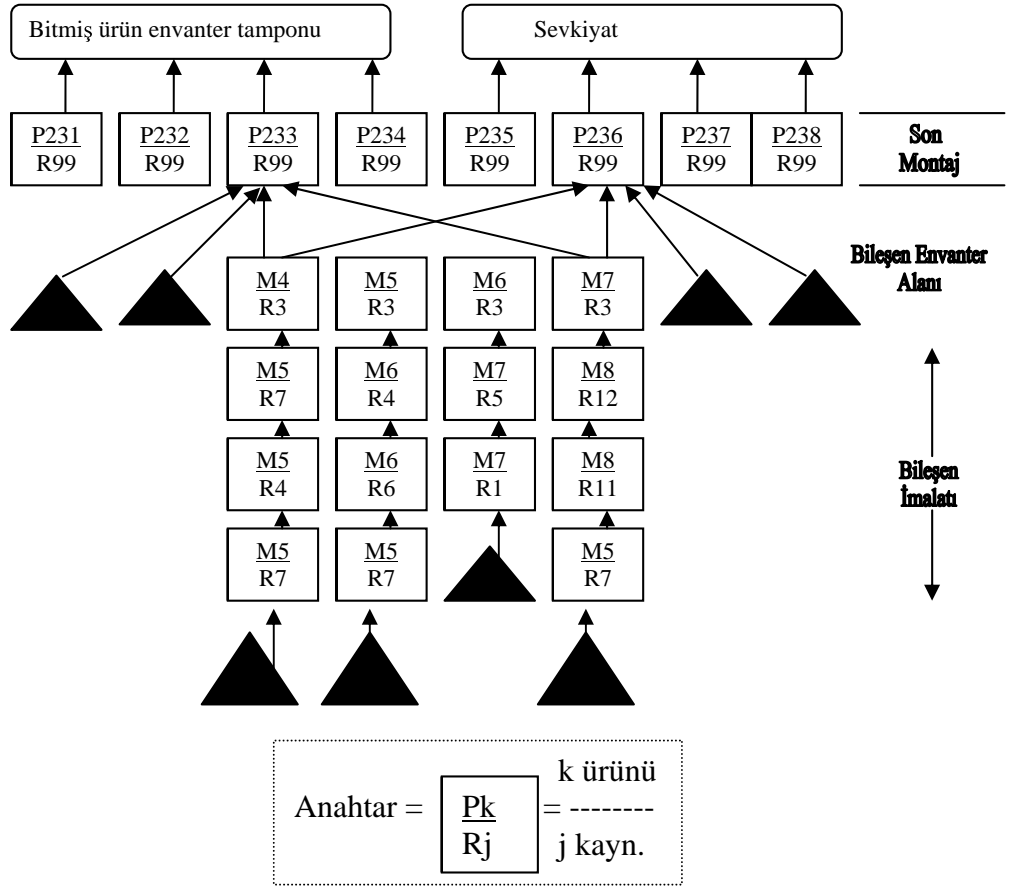 Bitmiş ürün envanter tamponu
Sevkiyat
P231 P232 P233 P234 P235 P236 P237 P238
R99 R99 R99 R99 R99 R99 R99 R99
Son
Montaj
Bileşen Envanter
Alanı
M4 M5 M6 M7
R3 R3 R3 R3
M5 M6 M7 M8
R7 R4 R5 R12
M5 M6 M7 M8
R4 R6 R1 R11
Bileşen
İmalatı
M5 M5 M5
R7 R7 R7
k ürünü
Anahtar = Pk = --------
Rj j kayn.